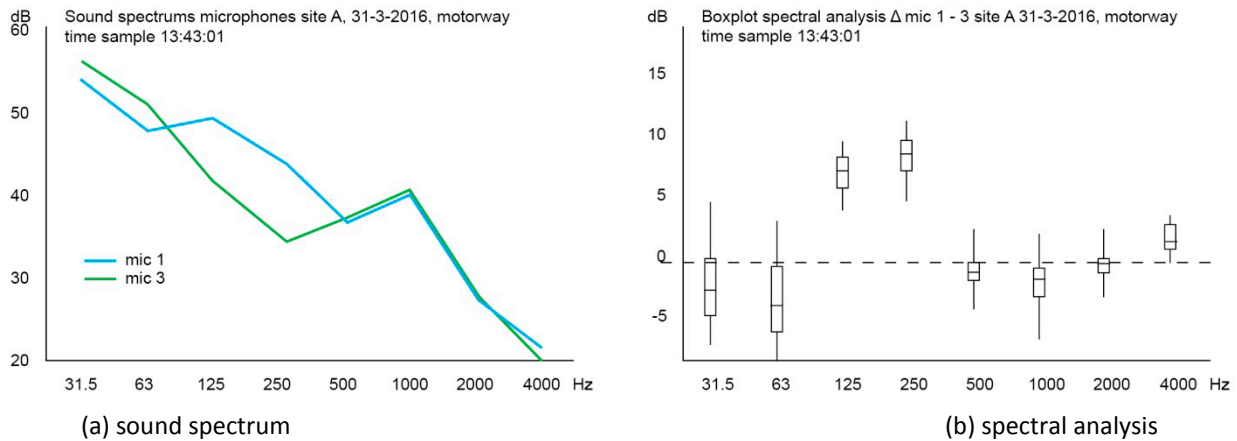 dB
Sound spectrums microphones site A, 31-3-2016, motorway
time sample 13:43:01
60
50
40
30
20
mic 1
mic 3
31.5 63 125 250 500 1000 2000 4000 Hz
(a) sound spectrum
dB
Boxplot spectral analysis Δ mic 1 - 3 site A 31-3-2016, motorway
time sample 13:43:01
15
10
5
0
-5
31.5 63 125 250 500 1000 2000 4000 Hz
(b) spectral analysis